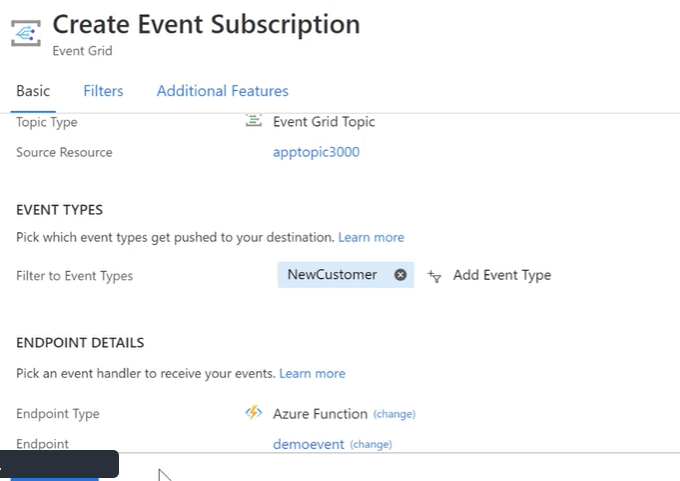 Create Event Subscription
Event Grid
Basic Filters Additional Features
Topic Type Event Grid Topic
Source Resource apptopic3000
EVENT TYPES
Pick which event types get pushed to your destination. Learn more
Filter to Event Types NewCustomer Add Event Type
ENDPOINT DETAILS
Pick an event handler to receive your events. Learn more
Endpoint Type Azure Function (change)
Endpoint demoevent (change)